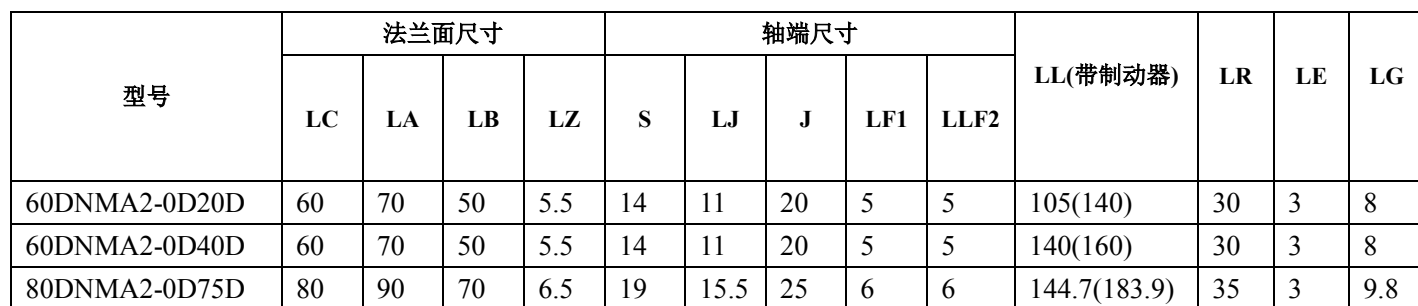 型号 法兰面尺寸 轴端尺寸 LL(带制动器) LR LE LG
LC LA LB LZ S LJ J LF1 LLF2
60DNMA2-0D20D 60 70 50 5.5 14 11 20 5 5 105(140) 30 3 8
60DNMA2-0D40D 60 70 50 5.5 14 11 20 5 5 140(160) 30 3 8
80DNMA2-0D75D 80 90 70 6.5 19 15.5 25 6 6 144.7(183.9) 35 3 9.8